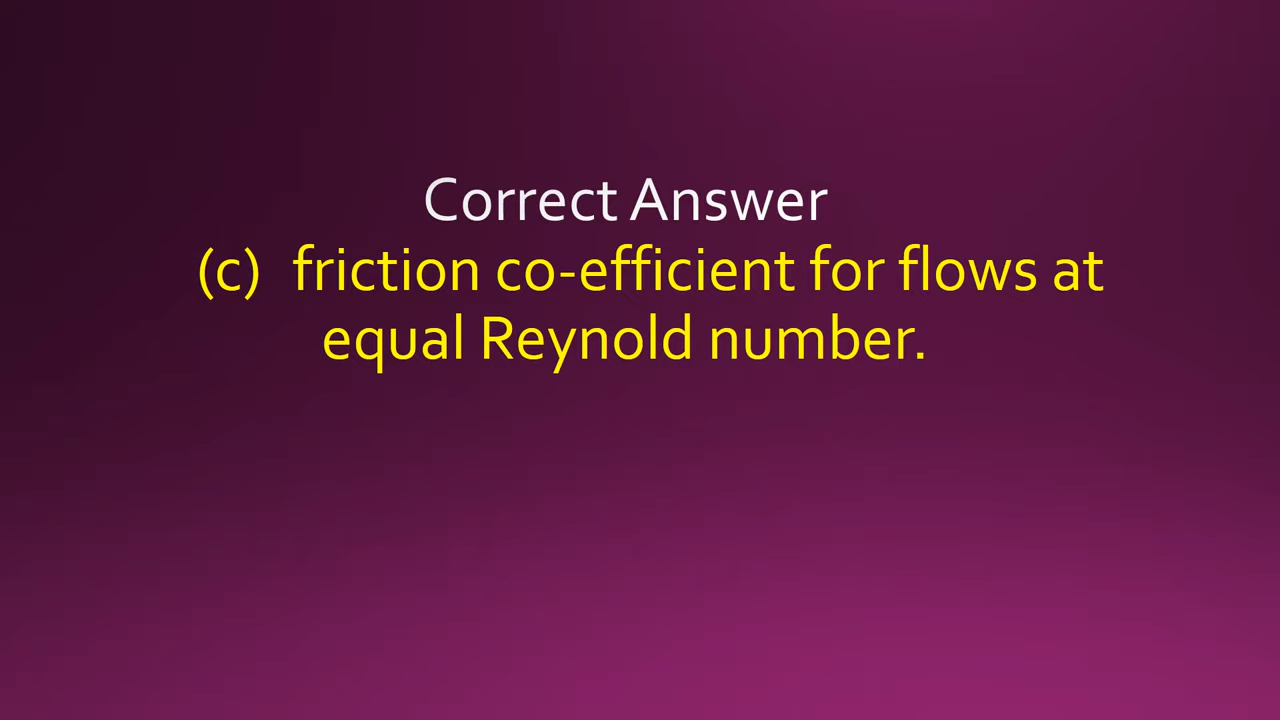 Correct Answer
(c) friction co-efficient for flows at
equal Reynold number.